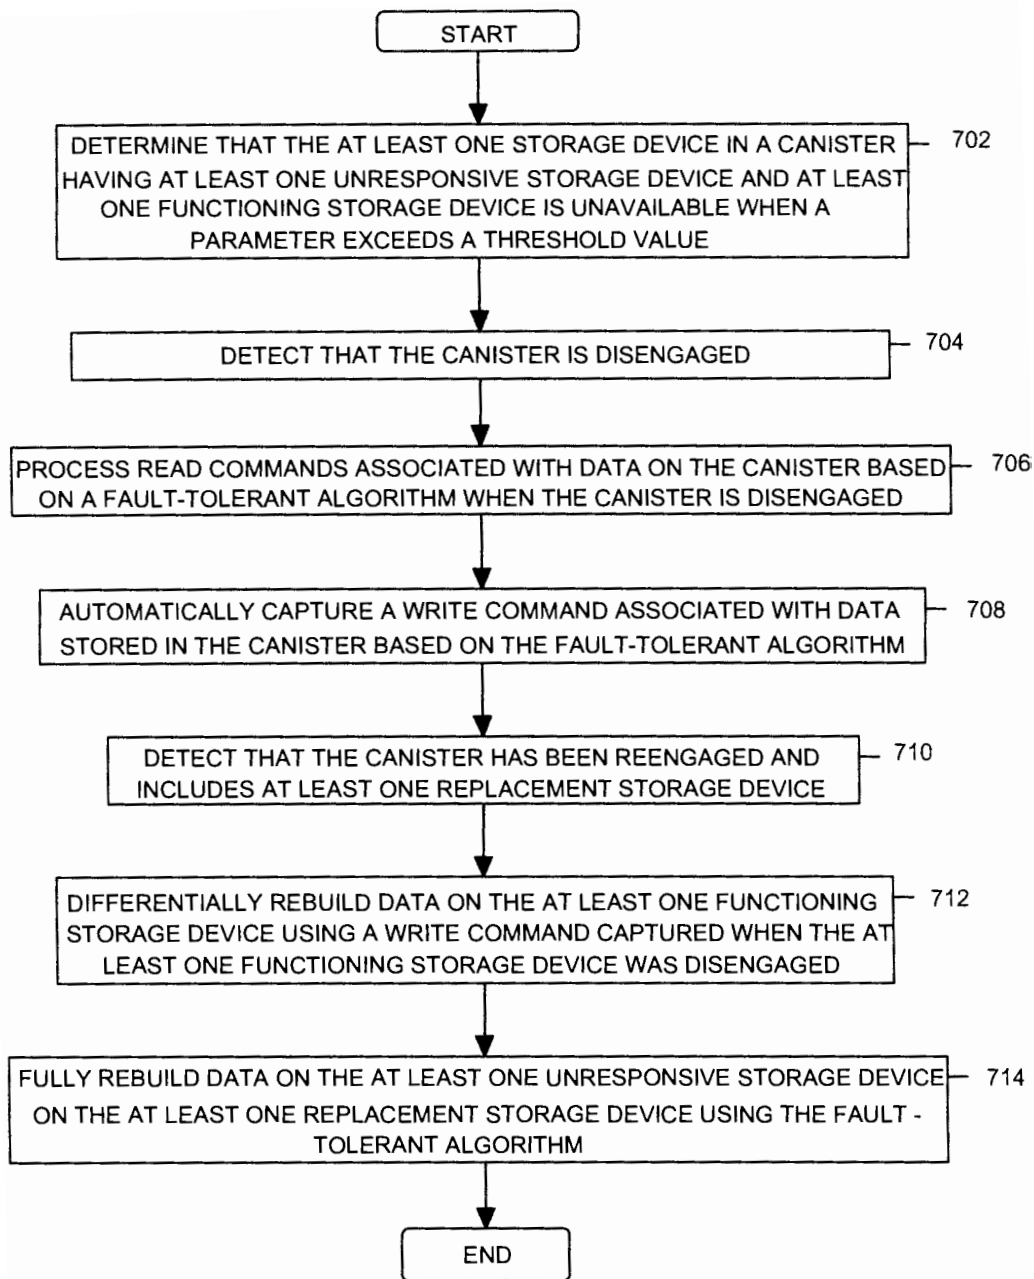 START
DETERMINE THAT THE AT LEAST ONE STORAGE DEVICE IN A CANISTER
HAVING AT LEAST ONE UNRESPONSIVE STORAGE DEVICE AND AT LEAST
ONE FUNCTIONING STORAGE DEVICE IS UNAVAILABLE WHEN A
PARAMETER EXCEEDS A THRESHOLD VALUE
702
DETECT THAT THE CANISTER IS DISENGAGED
704
PROCESS READ COMMANDS ASSOCIATED WITH DATA ON THE CANISTER BASED
ON A FAULT-TOLERANT ALGORITHM WHEN THE CANISTER IS DISENGAGED
706
AUTOMATICALLY CAPTURE A WRITE COMMAND ASSOCIATED WITH DATA
STORED IN THE CANISTER BASED ON THE FAULT-TOLERANT ALGORITHM
708
DETECT THAT THE CANISTER HAS BEEN REENGAGED AND
INCLUDES AT LEAST ONE REPLACEMENT STORAGE DEVICE
710
DIFFERENTIALLY REBUILD DATA ON THE AT LEAST ONE FUNCTIONING
STORAGE DEVICE USING A WRITE COMMAND CAPTURED WHEN THE AT
LEAST ONE FUNCTIONING STORAGE DEVICE WAS DISENGAGED
712
FULLY REBUILD DATA ON THE AT LEAST ONE UNRESPONSIVE STORAGE DEVICE
ON THE AT LEAST ONE REPLACEMENT STORAGE DEVICE USING THE FAULT -
TOLERANT ALGORITHM
714
END